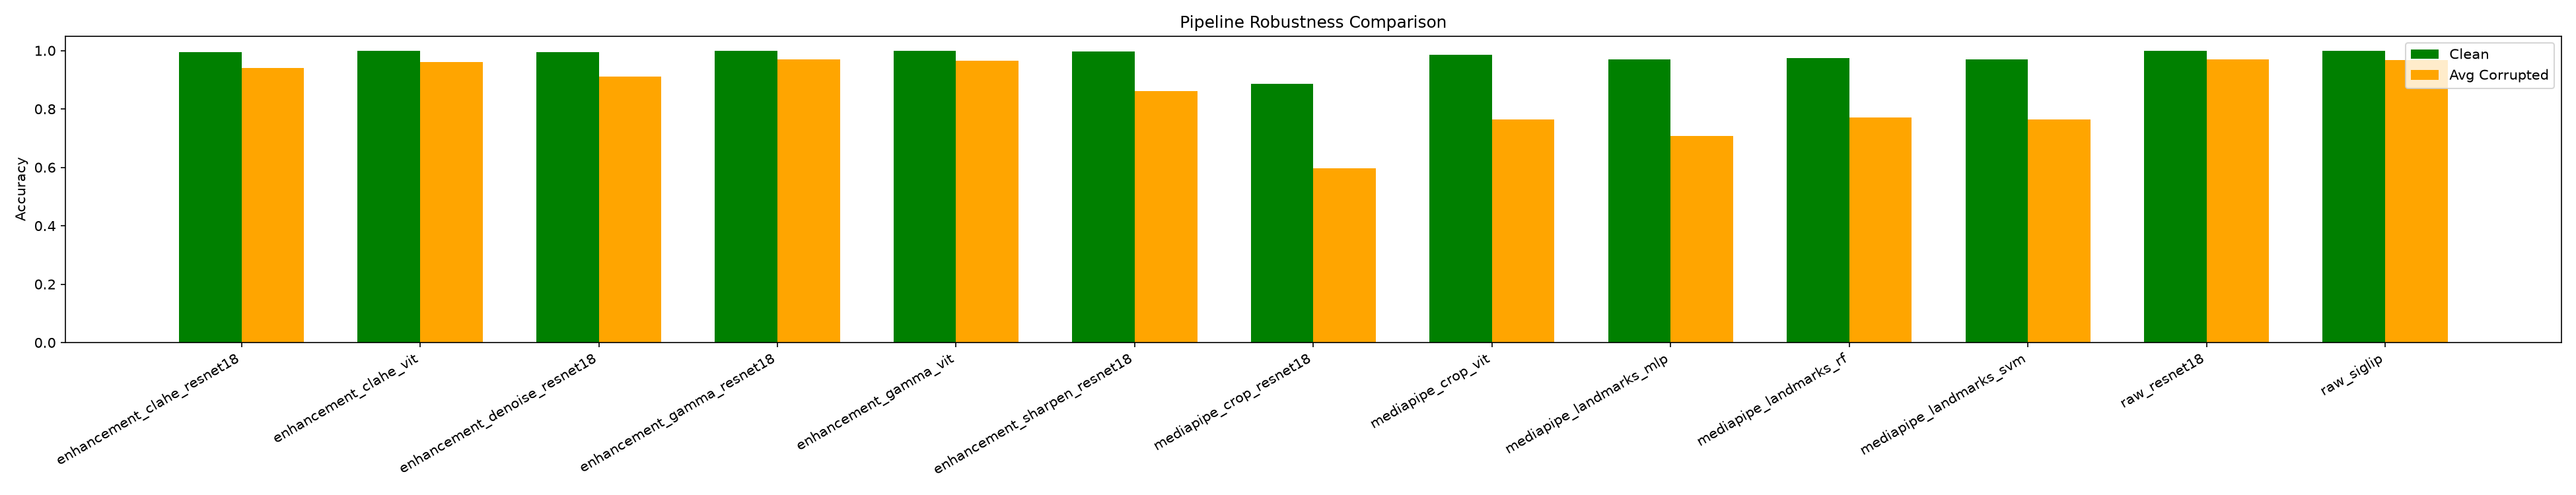 Pipeline Robustness Comparison
Clean
Avg Corrupted
Accuracy
1.0
0.8
0.6
0.4
0.2
0.0
enhancement_clahe_resnet18
enhancement_clahe_vit
enhancement_denoise_resnet18
enhancement_gamma_resnet18
enhancement_gamma_vit
enhancement_sharpen_resnet18
mediapipe_crop_resnet18
mediapipe_crop_vit
mediapipe_landmarks_mlp
mediapipe_landmarks_rf
mediapipe_landmarks_svm
raw_resnet18
raw_siglip